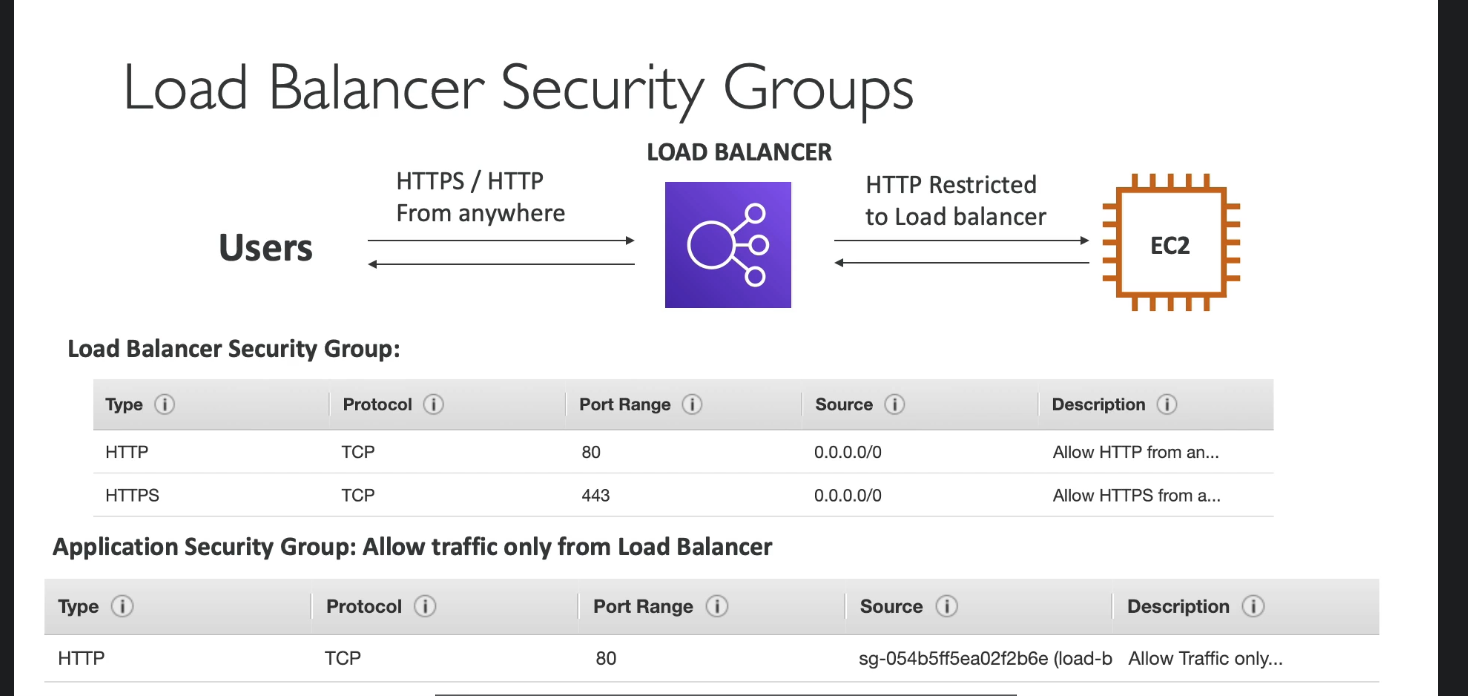 Load Balancer Security Groups
LOAD BALANCER
HTTPS / HTTP
From anywhere
HTTP Restricted
to Load balancer
Users
EC2
Load Balancer Security Group:
Type i Protocol i Port Range i Source i Description i
HTTP TCP 80 0.0.0.0/0 Allow HTTP from an...
HTTPS TCP 443 0.0.0.0/0 Allow HTTPS from a...
Application Security Group: Allow traffic only from Load Balancer
Type i Protocol i Port Range i Source i Description i
HTTP TCP 80 sg-054b5ff5ea02f2b6e (load-b Allow Traffic only...